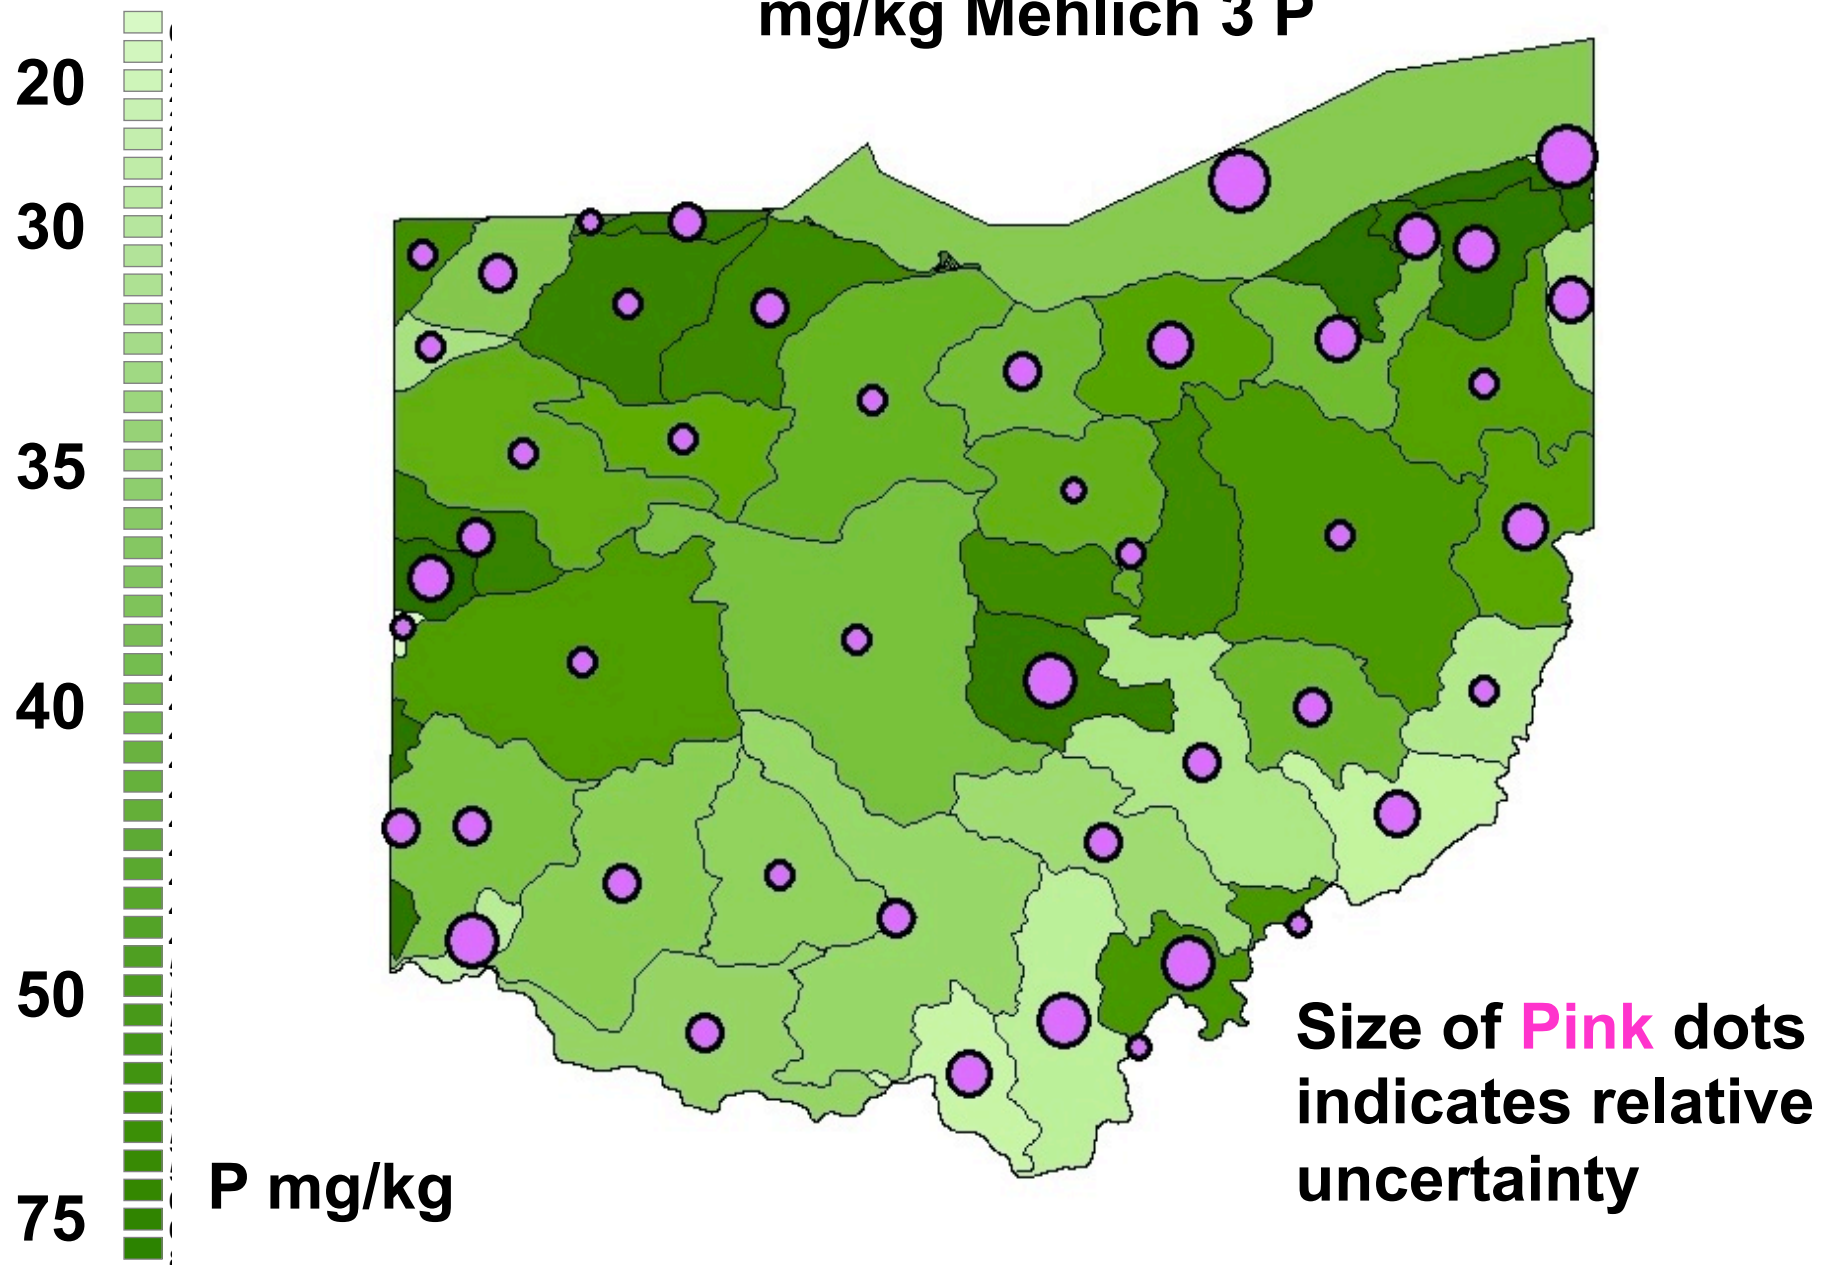 mg/kg Mehlich 3 P
20
30
35
40
50
75
P mg/kg
Size of Pink dots
indicates relative
uncertainty